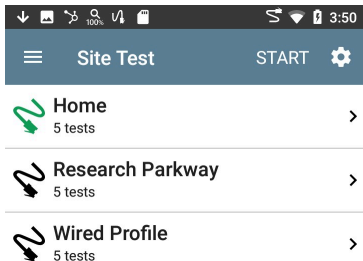 100%
3:50
Site Test
START
Home
5 tests
Research Parkway
5 tests
Wired Profile
5 tests